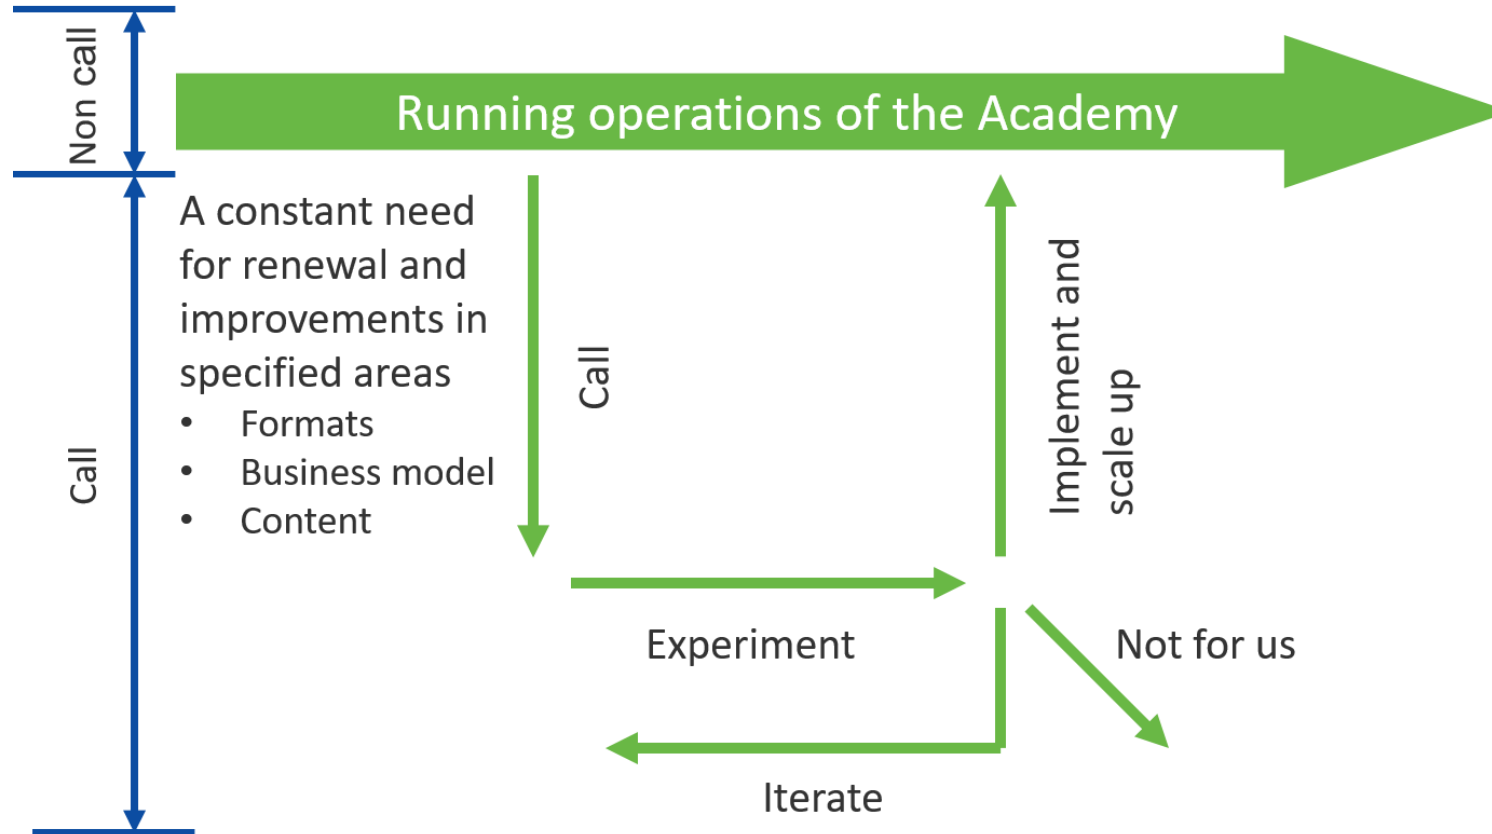 Non call
Running operations of the Academy
A constant need
for renewal and
improvements in
specified areas
• Formats
• Business model
• Content
Call
Call
Implement and
scale up
Experiment
Not for us
Iterate